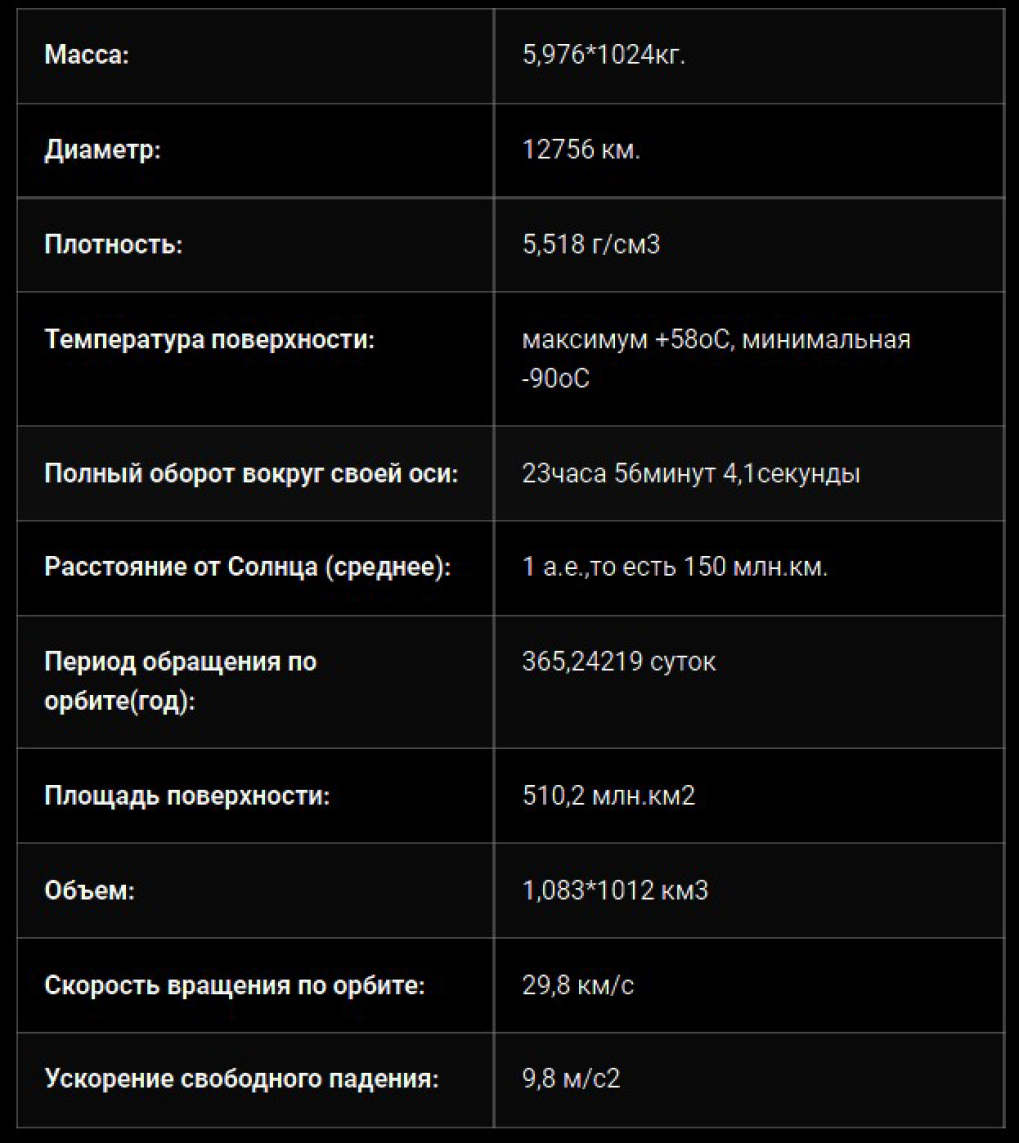 Масса: 5,976*1024кг.
Диаметр: 12756 км.
Плотность: 5,518 г/см3
Температура поверхности: максимум +58оС, минимальная
-90оС
Полный оборот вокруг своей оси: 23часа 56минут 4,1секунды
Расстояние от Солнца (среднее): 1 а.е.,то есть 150 млн.км.
Период обращения по 365,24219 суток
орбите(год):
Площадь поверхности: 510,2 млн.км2
Объем: 1,083*1012 км3
Скорость вращения по орбите: 29,8 км/с
Ускорение свободного падения: 9,8 м/с2